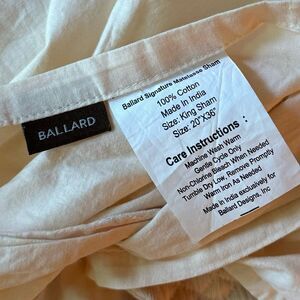 BALLARD
Ballard Signature Matelasse Sham
100% Cotton
Made In India
Size: King Sham
Size: 20"X36"
Care Instructions :
Machine Wash Warm
Gentle Cycle Only
Non-Chlorine Bleach When Needed
Tumble Dry Low, Remove Promptly
Warm Iron As Needed
Made in India exclusively for
Ballard Designs, Inc